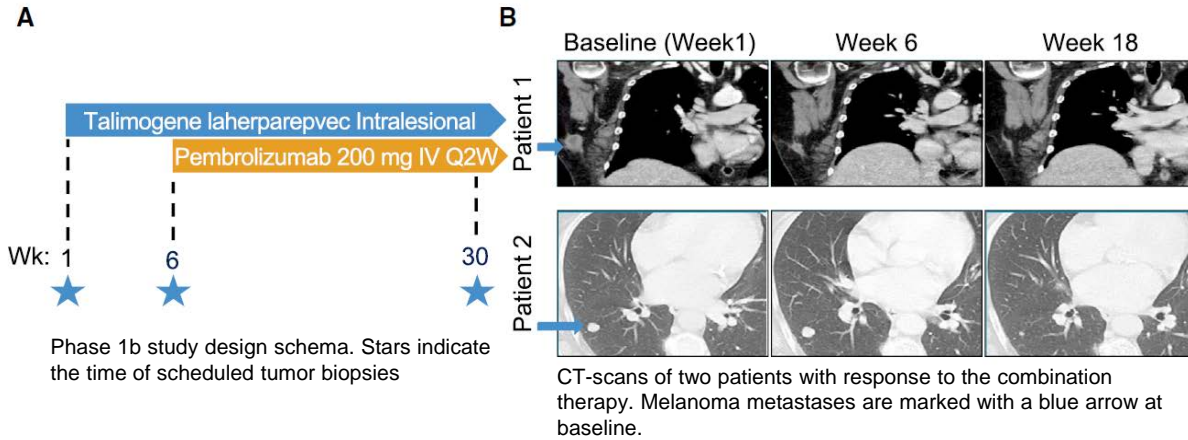 A
Talimogene laherparepvec Intralesional
Pembrolizumab 200 mg IV Q2W
Wk: 1 6 30
Phase 1b study design schema. Stars indicate
the time of scheduled tumor biopsies
B
Baseline (Week1) Week 6 Week 18
Patient 1
Patient 2
CT-scans of two patients with response to the combination
therapy. Melanoma metastases are marked with a blue arrow at
baseline.